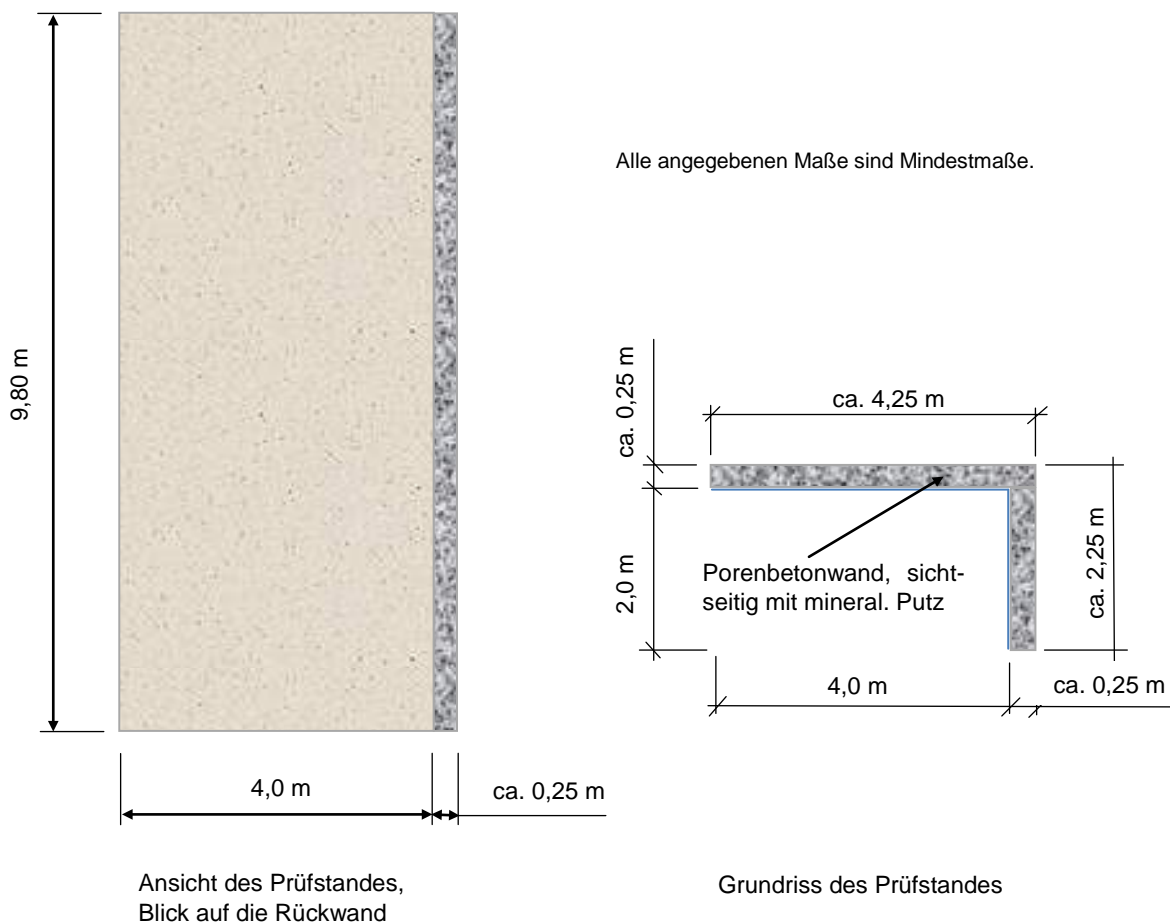 Alle angegebenen Maße sind Mindestmaße.
9,80 m
ca. 0,25 m
ca. 4,25 m
2,0 m
Porenbetonwand, sicht-
seitig mit mineral. Putz
ca. 2,25 m
4,0 m
ca. 0,25 m
4,0 m
ca. 0,25 m
Ansicht des Prüfstandes,
Blick auf die Rückwand
Grundriss des Prüfstandes